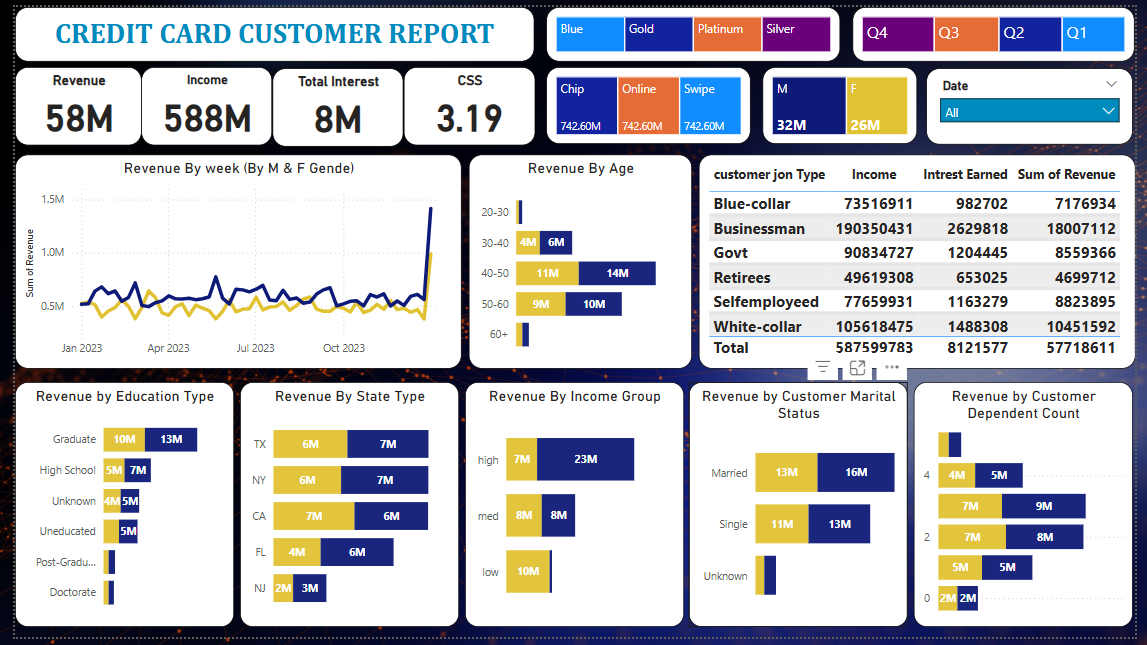 CREDIT CARD CUSTOMER REPORT
Blue Gold Platinum Silver
Q4 Q3 Q2 Q1
Revenue
58M
Income
588M
Total Interest
8M
CSS
3.19
Chip Online Swipe
742.60M 742.60M 742.60M
M F
32M 26M
Date
All
Revenue By week (By M & F Gende)
Sum of Revenue
1.5M
1.0M
0.5M
Jan 2023 Apr 2023 Jul 2023 Oct 2023
Revenue By Age
20-30
30-40 4M 6M
40-50 11M 14M
50-60 9M 10M
60+
customer jon Type Income Intrest Earned Sum of Revenue
Blue-collar 73516911 982702 7176934
Businessman 190350431 2629818 18007112
Govt 90834727 1204445 8559366
Retirees 49619308 653025 4699712
Selfemployeed 77659931 1163279 8823895
White-collar 105618475 1488308 10451592
Total 587599783 8121577 57718611
Revenue by Education Type
Graduate 10M 13M
High School 5M 7M
Unknown 4M 5M
Uneducated 5M
Post-Gradu...
Doctorate
Revenue By State Type
TX 6M 7M
NY 6M 7M
CA 7M 6M
FL 4M 6M
NJ 2M 3M
Revenue By Income Group
high 7M 23M
med 8M 8M
low 10M
Revenue by Customer Marital
Status
Married 13M 16M
Single 11M 13M
Unknown
Revenue by Customer
Dependent Count
4 4M 5M
7M 9M
2 7M 8M
5M 5M
0 2M 2M